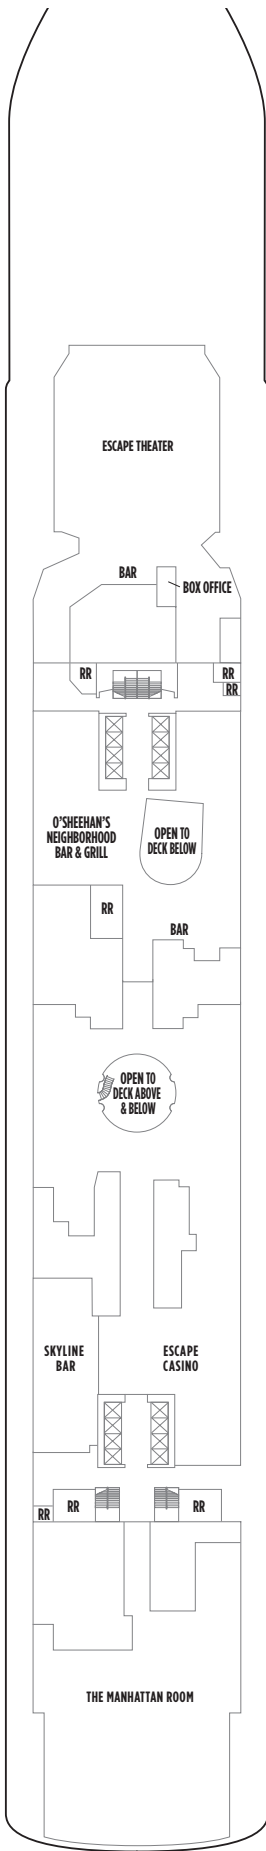 ESCAPE THEATER
BAR
BOX OFFICE
RR
RR
RR
O'SHEEHAN'S
NEIGHBORHOOD
BAR & GRILL
OPEN TO
DECK BELOW
RR
BAR
OPEN TO
DECK ABOVE
& BELOW
SKYLINE
BAR
ESCAPE
CASINO
RR
RR
RR
THE MANHATTAN ROOM